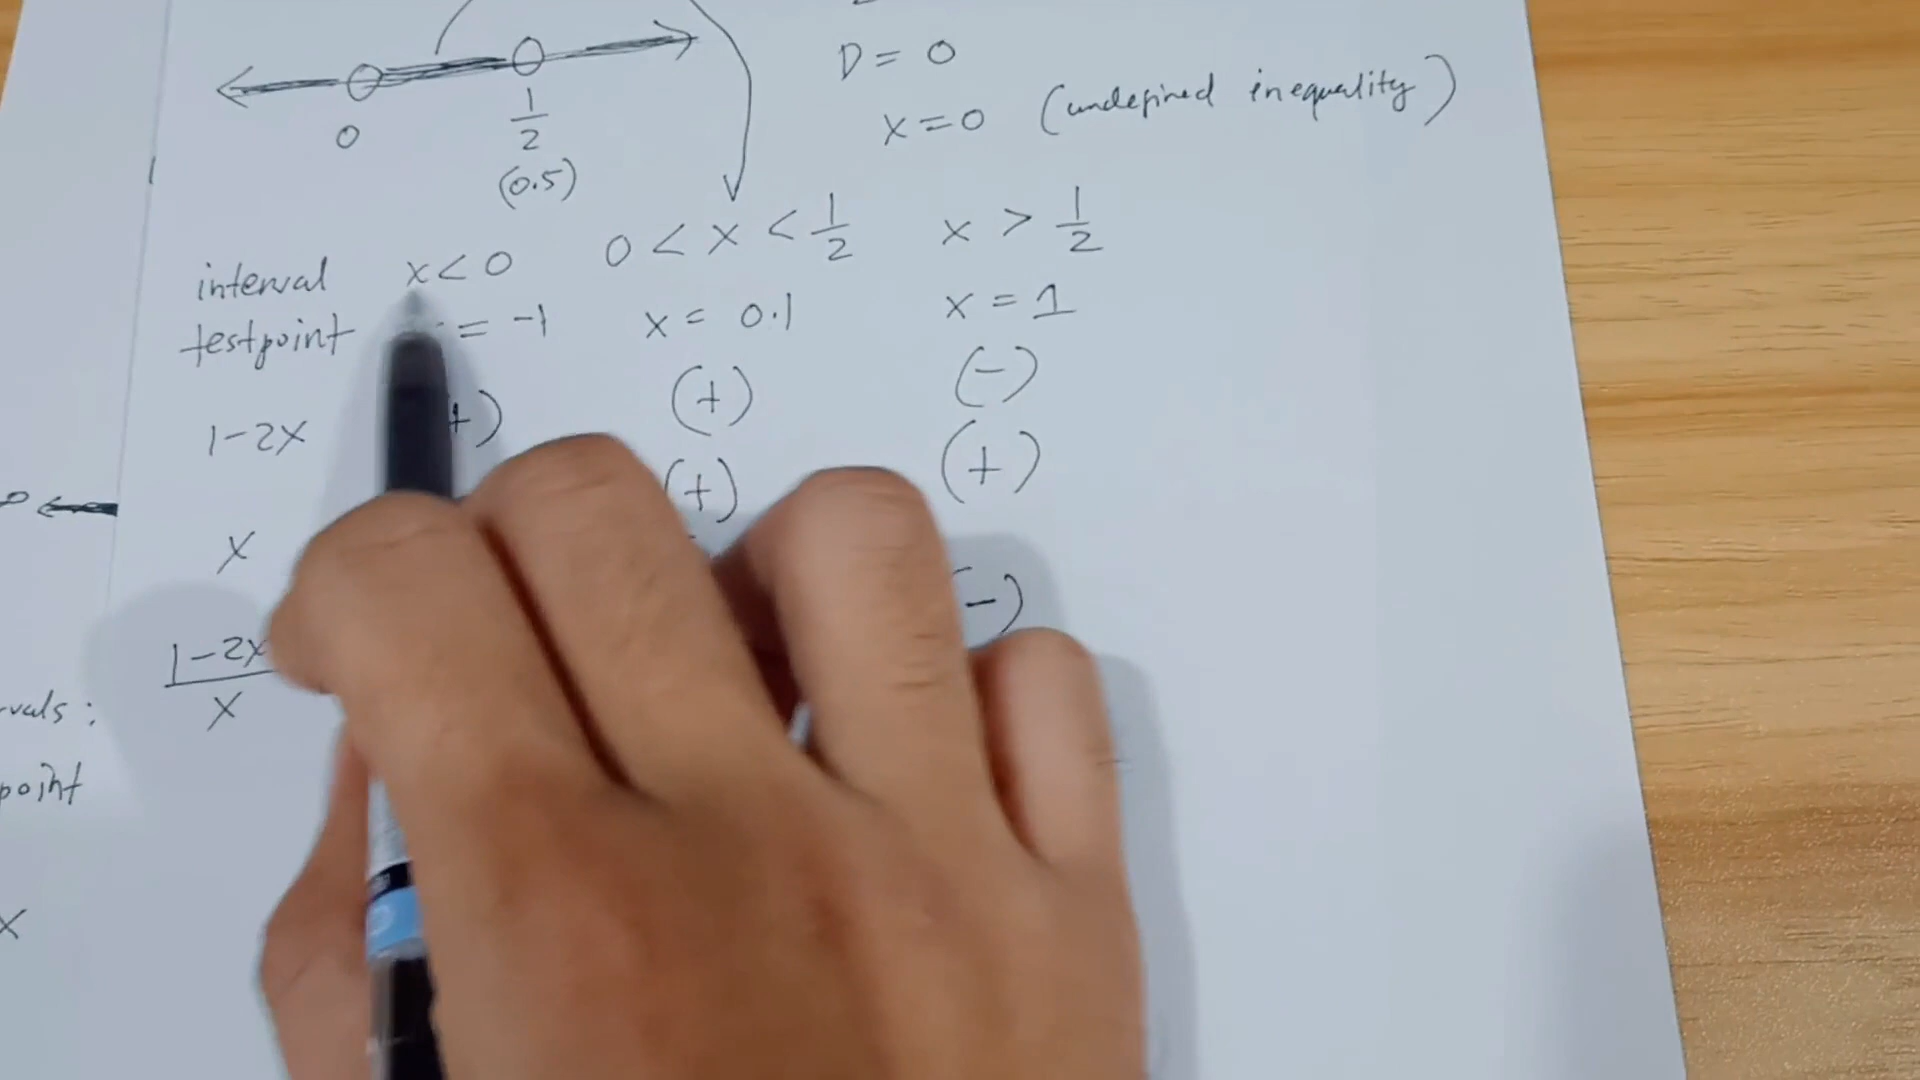 D = 0
0
1/2
x = 0 (undefined inequality)
(0.5)
interval x < 0 0 < x < 1/2 x > 1/2
testpoint = -1 x = 0.1 x = 1
1-2x +) (+) (-)
x (+) (+)
1-2x/x -)
vals:
point
x